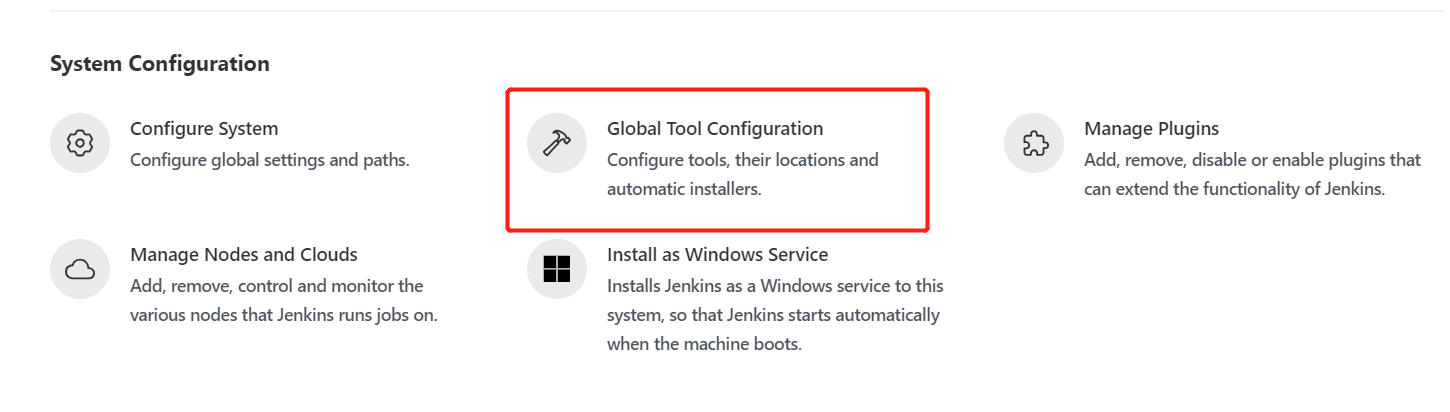 System Configuration
Configure System
Configure global settings and paths.
Global Tool Configuration
Configure tools, their locations and
automatic installers.
Manage Plugins
Add, remove, disable or enable plugins that
can extend the functionality of Jenkins.
Manage Nodes and Clouds
Add, remove, control and monitor the
various nodes that Jenkins runs jobs on.
Install as Windows Service
Installs Jenkins as a Windows service to this
system, so that Jenkins starts automatically
when the machine boots.